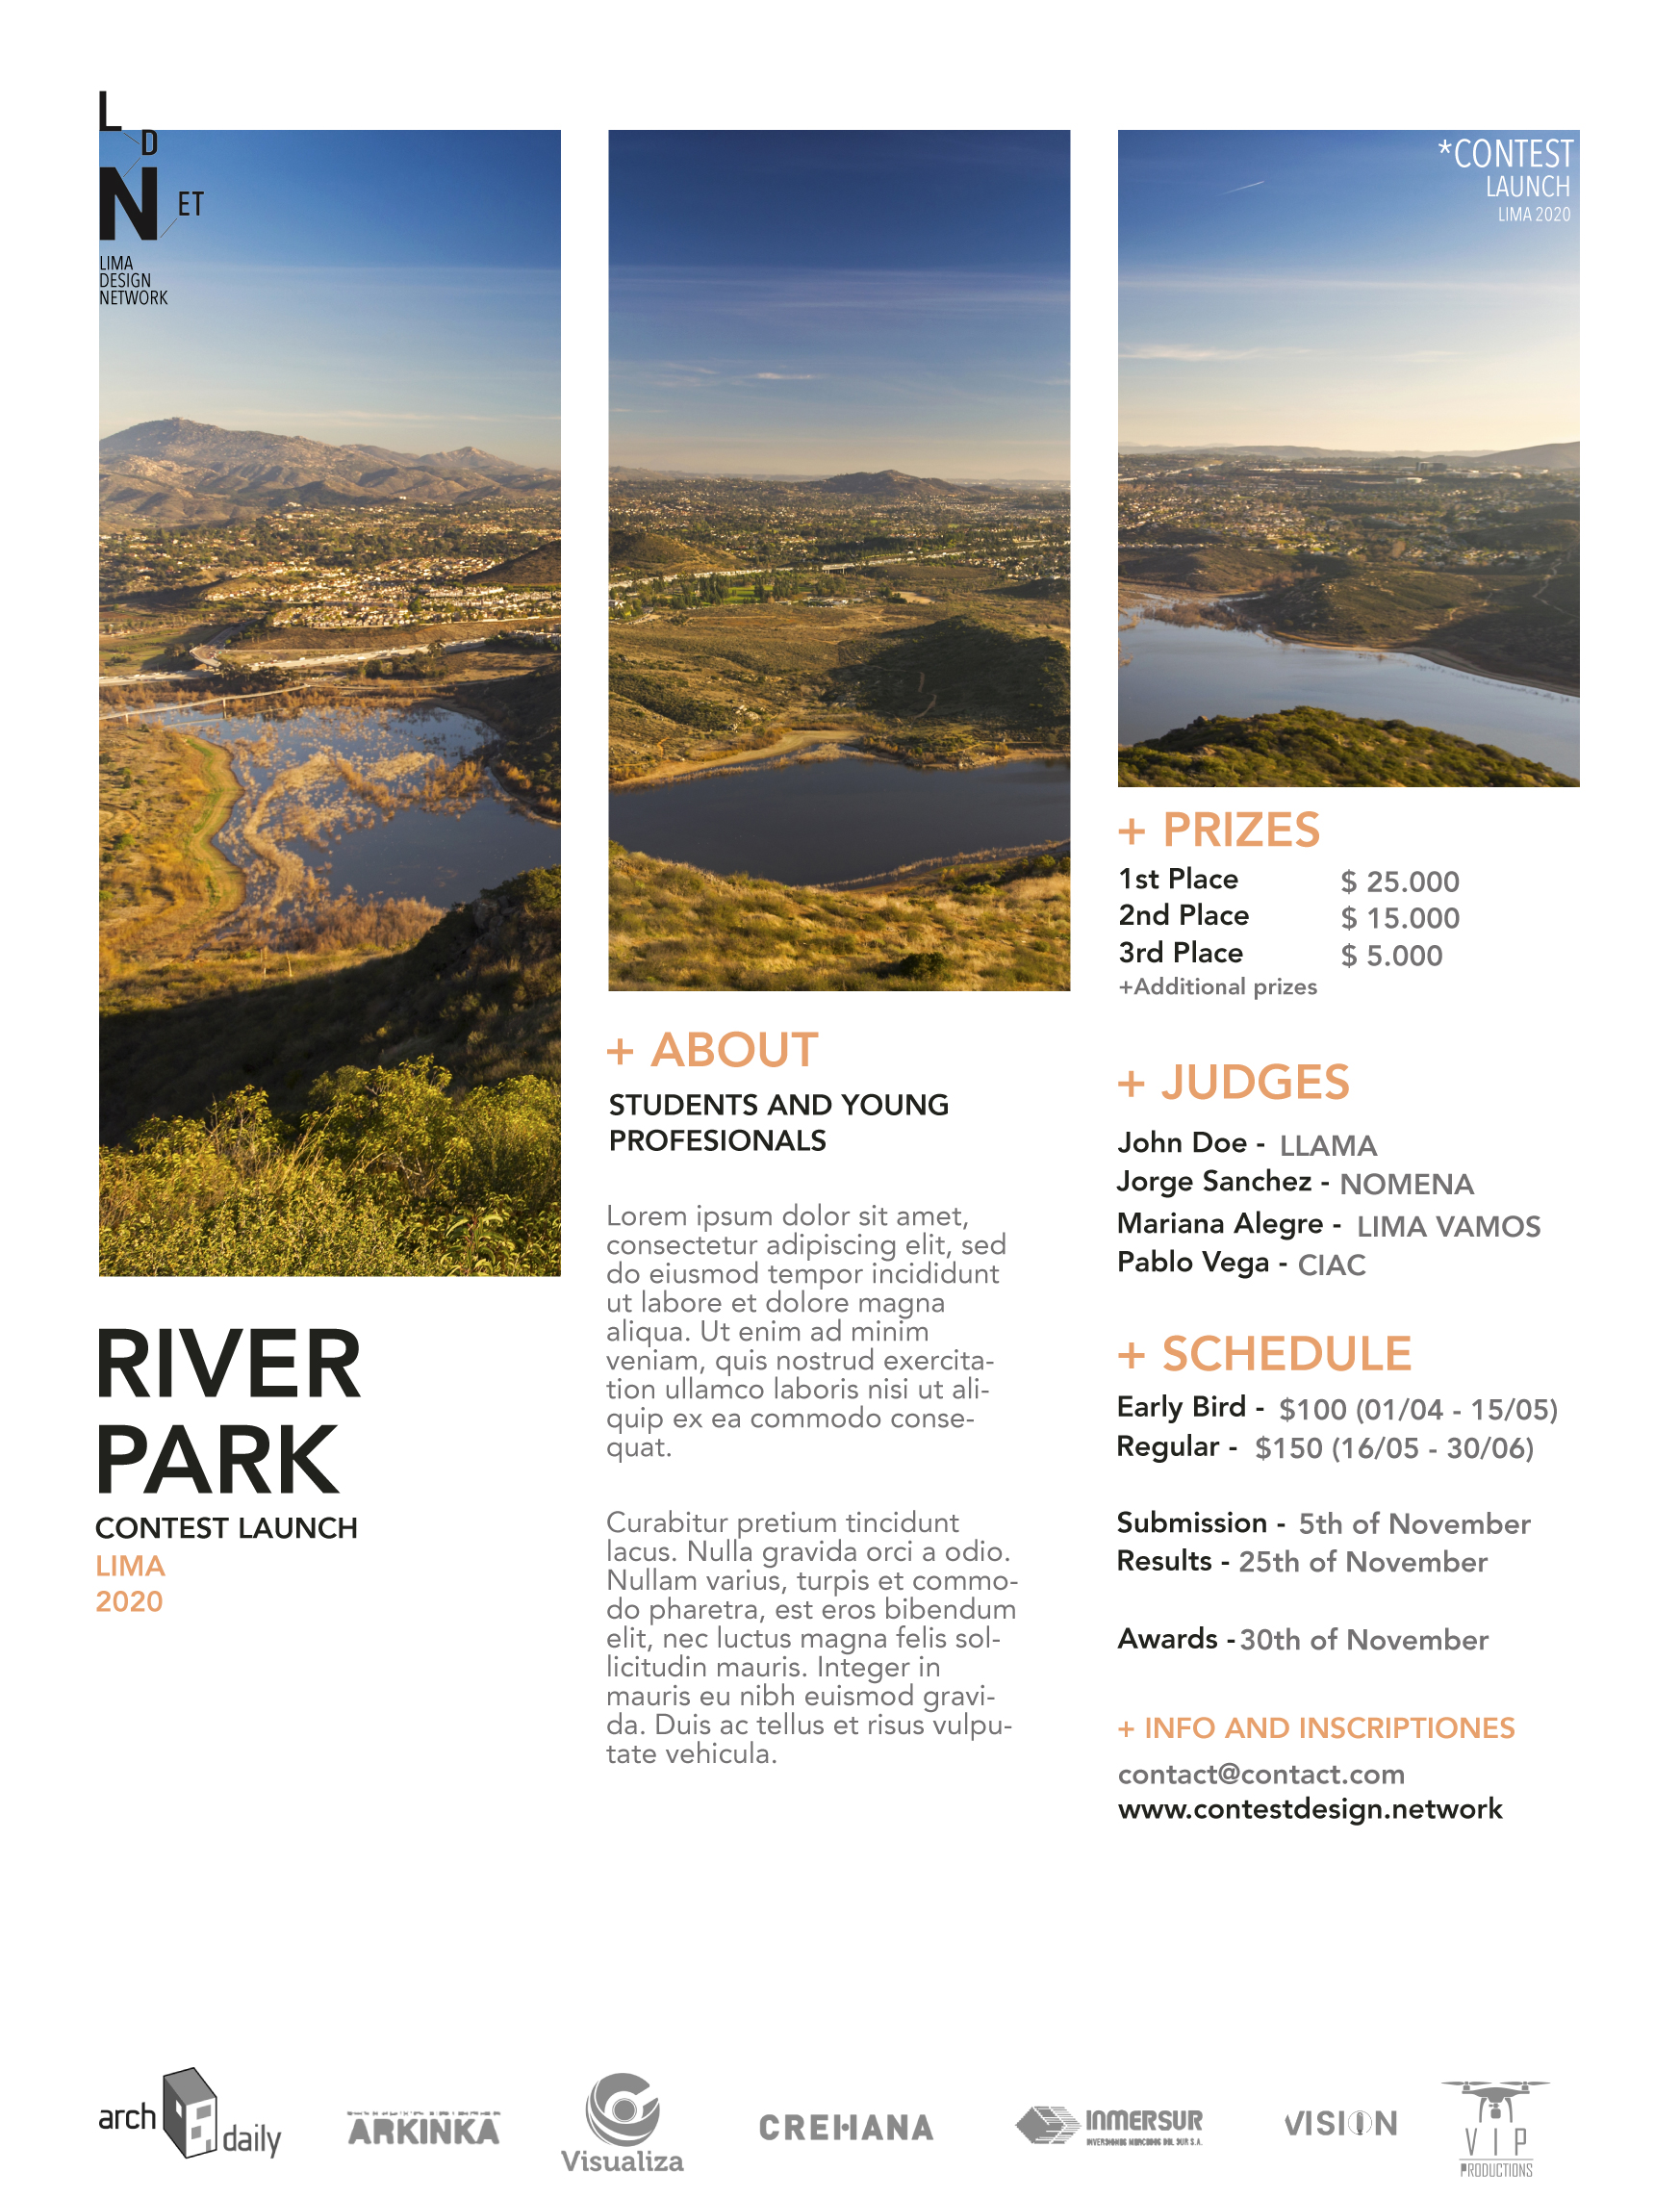 L
D
N ET
LIMA
DESIGN
NETWORK
*CONTEST
LAUNCH
LIMA 2020
RIVER
PARK
CONTEST LAUNCH
LIMA
2020
+ ABOUT
STUDENTS AND YOUNG
PROFESIONALS
Lorem ipsum dolor sit amet,
consectetur adipiscing elit, sed
do eiusmod tempor incididunt
ut labore et dolore magna
aliqua. Ut enim ad minim
veniam, quis nostrud exercita-
tion ullamco laboris nisi ut ali-
quip ex ea commodo conse-
quat.
Curabitur pretium tincidunt
lacus. Nulla gravida orci a odio.
Nullam varius, turpis et commo-
do pharetra, est eros bibendum
elit, nec luctus magna felis sol-
licitudin mauris. Integer in
mauris eu nibh euismod gravi-
da. Duis ac tellus et risus vulpu-
tate vehicula.
+ PRIZES
1st Place $ 25.000
2nd Place $ 15.000
3rd Place $ 5.000
+Additional prizes
+ JUDGES
John Doe - LLAMA
Jorge Sanchez - NOMENA
Mariana Alegre - LIMA VAMOS
Pablo Vega - CIAC
+ SCHEDULE
Early Bird - $100 (01/04 - 15/05)
Regular - $150 (16/05 - 30/06)
Submission - 5th of November
Results - 25th of November
Awards - 30th of November
+ INFO AND INSCRIPTIONES
contact@contact.com
www.contestdesign.network
arch daily
ARKINKA
Visualiza
CREHANA
INMERSUR
DEL SUR S.A.
VISION
VIP
PRODUCTIONS